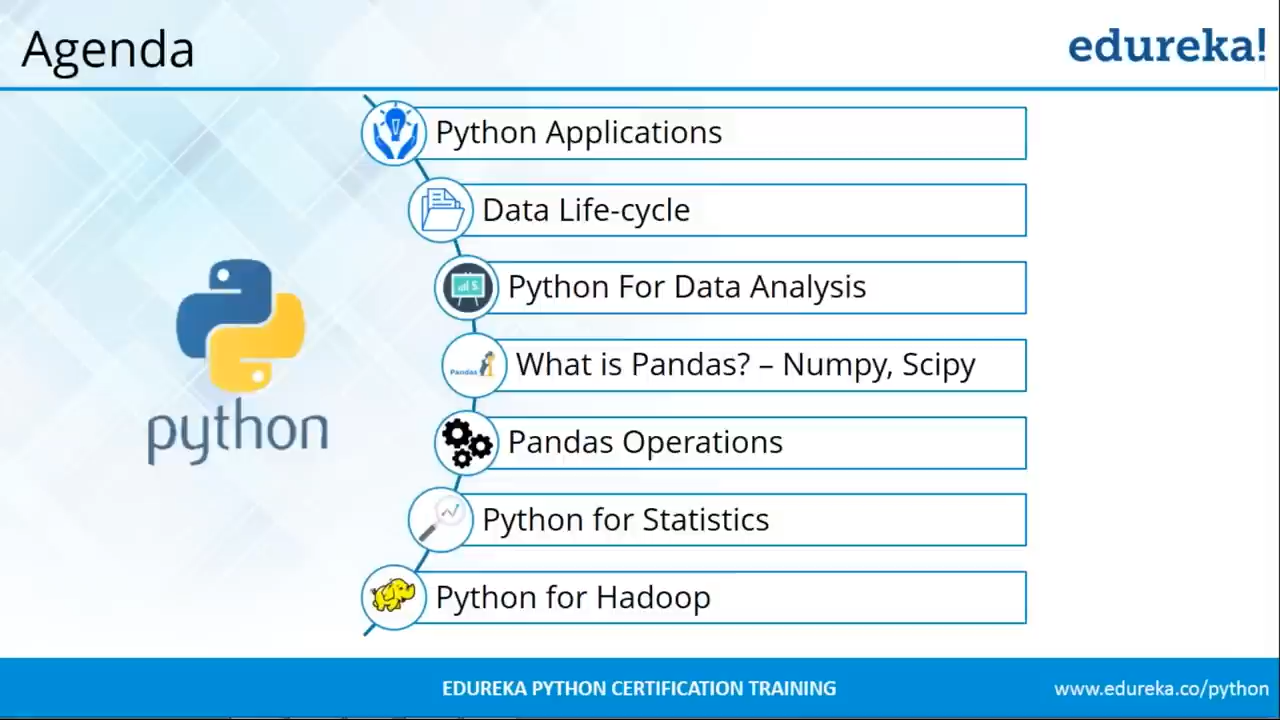 Agenda
edureka!
Python Applications
Data Life-cycle
Python For Data Analysis
Pandas
What is Pandas? – Numpy, Scipy
Pandas Operations
Python for Statistics
Python for Hadoop
python
EDUREKA PYTHON CERTIFICATION TRAINING
www.edureka.co/python